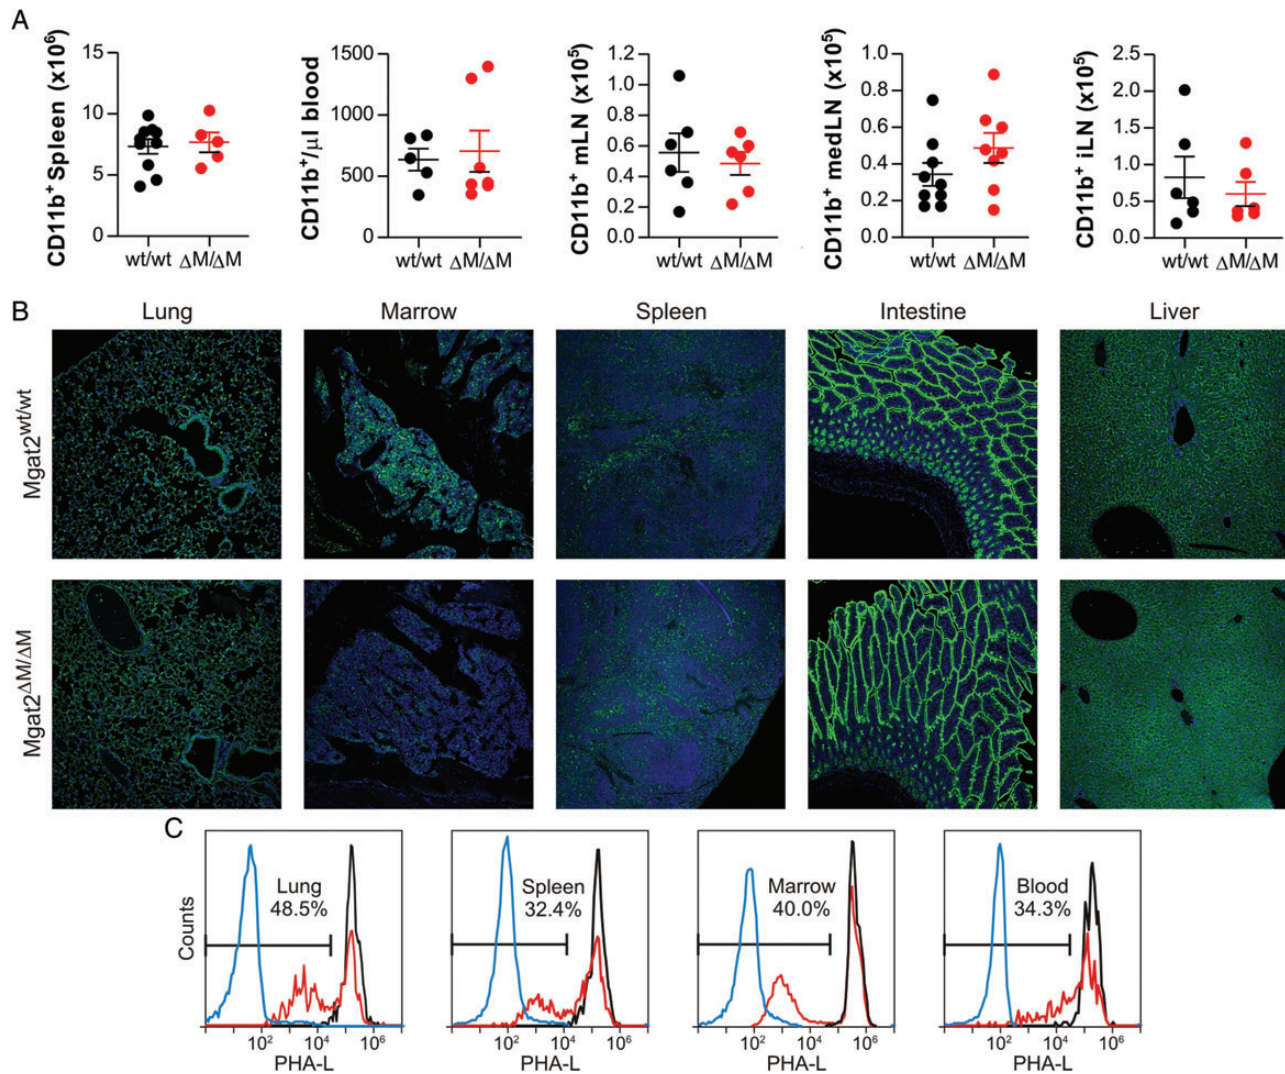 A
CD11b⁺ Spleen (x10⁶)
15
10
5
0
wt/wt ΔM/ΔM
CD11b⁺/μl blood
1500
1000
500
0
wt/wt ΔM/ΔM
CD11b⁺ mLN (x10⁵)
1.2
1.0
0.8
0.6
0.4
0.2
0.0
wt/wt ΔM/ΔM
CD11b⁺ medLN (x10⁵)
1.0
0.8
0.6
0.4
0.2
0.0
wt/wt ΔM/ΔM
CD11b⁺ iLN (x10⁵)
2.5
2.0
1.5
1.0
0.5
0.0
wt/wt ΔM/ΔM
B
Lung Marrow Spleen Intestine Liver
Mgat2ʷᵗ/ʷᵗ
Mgat2ΔM/ΔM
C
Counts
Lung
48.5%
10² 10⁴ 10⁶
PHA-L
Spleen
32.4%
10² 10⁴ 10⁶
PHA-L
Marrow
40.0%
10² 10⁴ 10⁶
PHA-L
Blood
34.3%
10² 10⁴ 10⁶
PHA-L